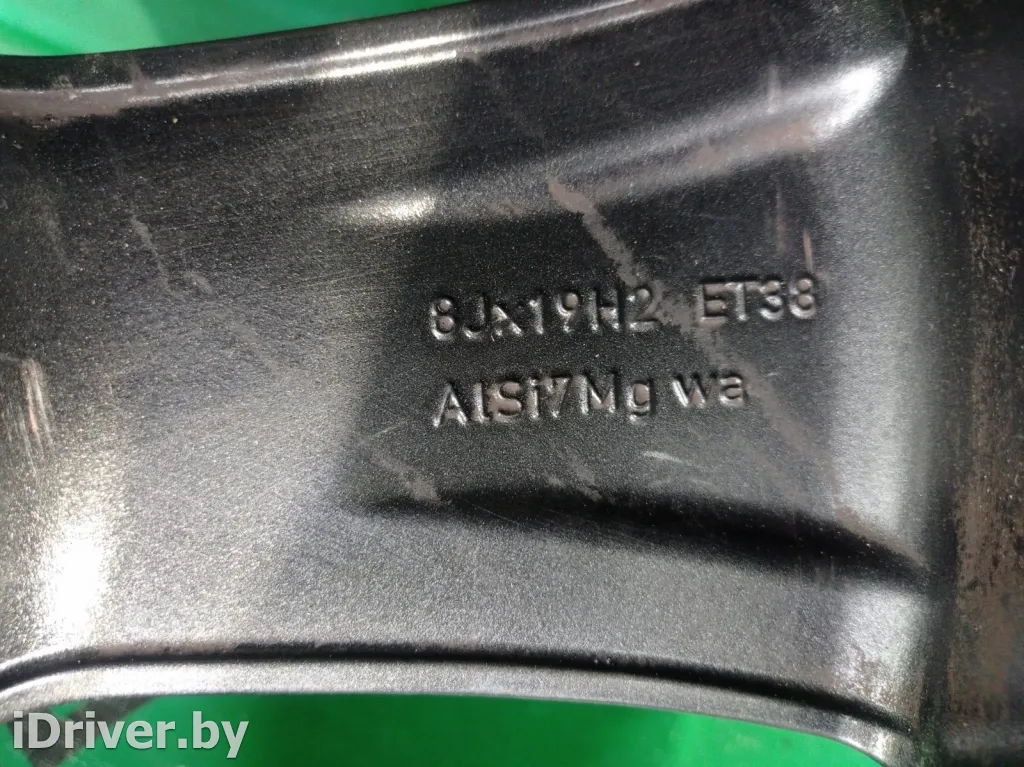 8Jx19H2 ET38
AlSi7Mg wa
iDriver.by